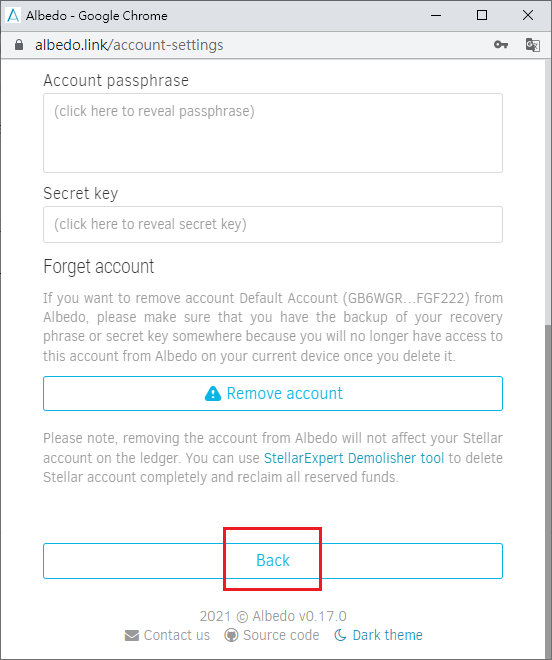 Albedo - Google Chrome
albedo.link/account-settings
Account passphrase
(click here to reveal passphrase)
Secret key
(click here to reveal secret key)
Forget account
If you want to remove account Default Account (GB6WGR...FGF222) from
Albedo, please make sure that you have the backup of your recovery
phrase or secret key somewhere because you will no longer have access to
this account from Albedo on your current device once you delete it.
Remove account
Please note, removing the account from Albedo will not affect your Stellar
account on the ledger. You can use StellarExpert Demolisher tool to delete
Stellar account completely and reclaim all reserved funds.
Back
2021 © Albedo v0.17.0
Contact us Source code Dark theme